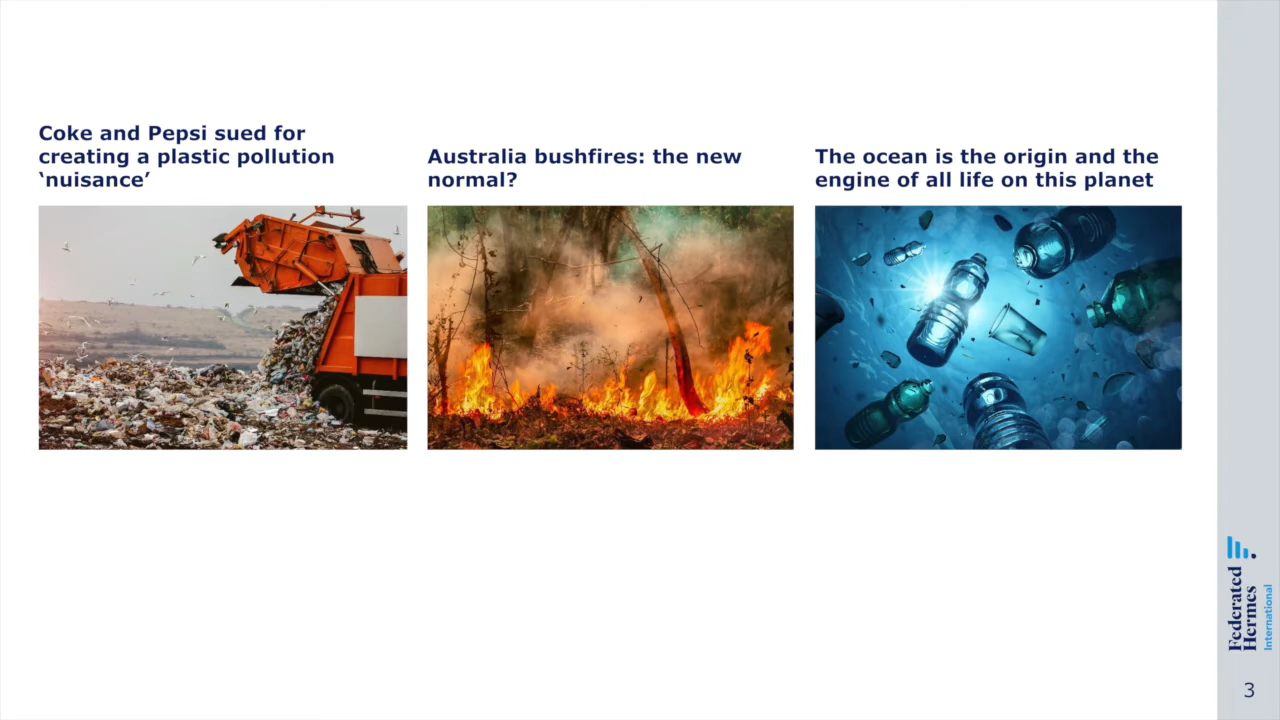 Coke and Pepsi sued for
creating a plastic pollution
‘nuisance’
Australia bushfires: the new
normal?
The ocean is the origin and the
engine of all life on this planet
Federated
Hermes
International
3